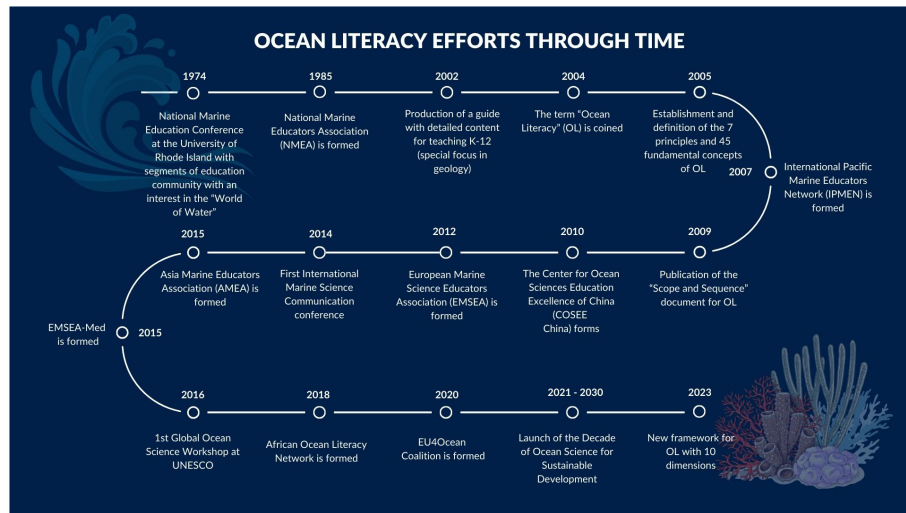 OCEAN LITERACY EFFORTS THROUGH TIME
1974
National Marine
Education Conference
at the University of
Rhode Island with
segments of education
community with an
interest in the "World
of Water"
1985
National Marine
Educators Association
(NMEA) is formed
2002
Production of a guide
with detailed content
for teaching K-12
(special focus in
geology)
2004
The term "Ocean
Literacy" (OL) is coined
2005
Establishment and
definition of the 7
principles and 45
fundamental concepts
of OL
2007
International Pacific
Marine Educators
Network (IPMEN) is
formed
2009
Publication of the
"Scope and Sequence"
document for OL
2010
The Center for Ocean
Sciences Education
Excellence of China
(COSEE
China) forms
2012
European Marine
Science Educators
Association (EMSEA) is
formed
2014
First International
Marine Science
Communication
conference
2015
Asia Marine Educators
Association (AMEA) is
formed
2015
EMSEA-Med
is formed
2016
1st Global Ocean
Science Workshop at
UNESCO
2018
African Ocean Literacy
Network is formed
2020
EU4Ocean
Coalition is formed
2021 - 2030
Launch of the Decade
of Ocean Science for
Sustainable
Development
2023
New framework for
OL with 10
dimensions